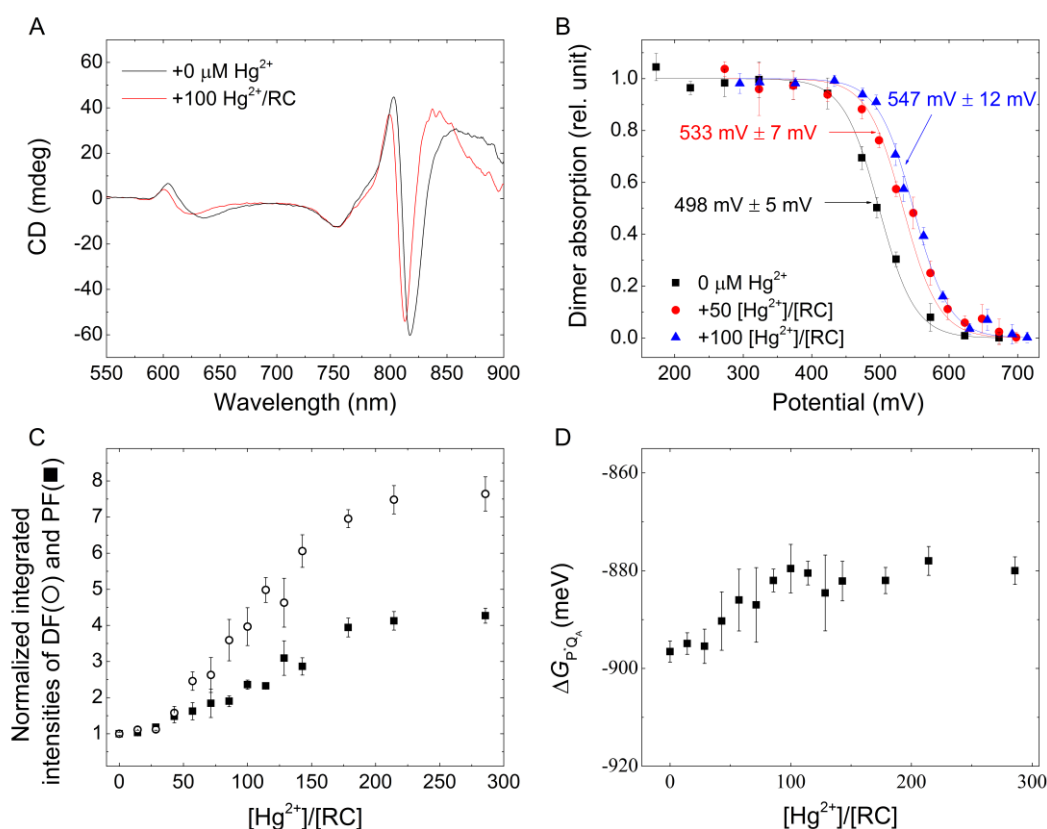 A
60
40
20
0
-20
-40
-60
CD (mdeg)
+0 μM Hg²⁺
+100 Hg²⁺/RC
550 600 650 700 750 800 850 900
Wavelength (nm)
B
1.0
0.8
0.6
0.4
0.2
0.0
Dimer absorption (rel. unit)
547 mV ± 12 mV
533 mV ± 7 mV
498 mV ± 5 mV
0 μM Hg²⁺
+50 [Hg²⁺]/[RC]
+100 [Hg²⁺]/[RC]
200 300 400 500 600 700
Potential (mV)
C
8
7
6
5
4
3
2
1
Normalized integrated
intensities of DF(○) and PF(■)
0 50 100 150 200 250 300
[Hg²⁺]/[RC]
D
-860
-880
-900
-920
ΔG_P⁺Q_A⁻ (meV)
0 100 200 300
[Hg²⁺]/[RC]